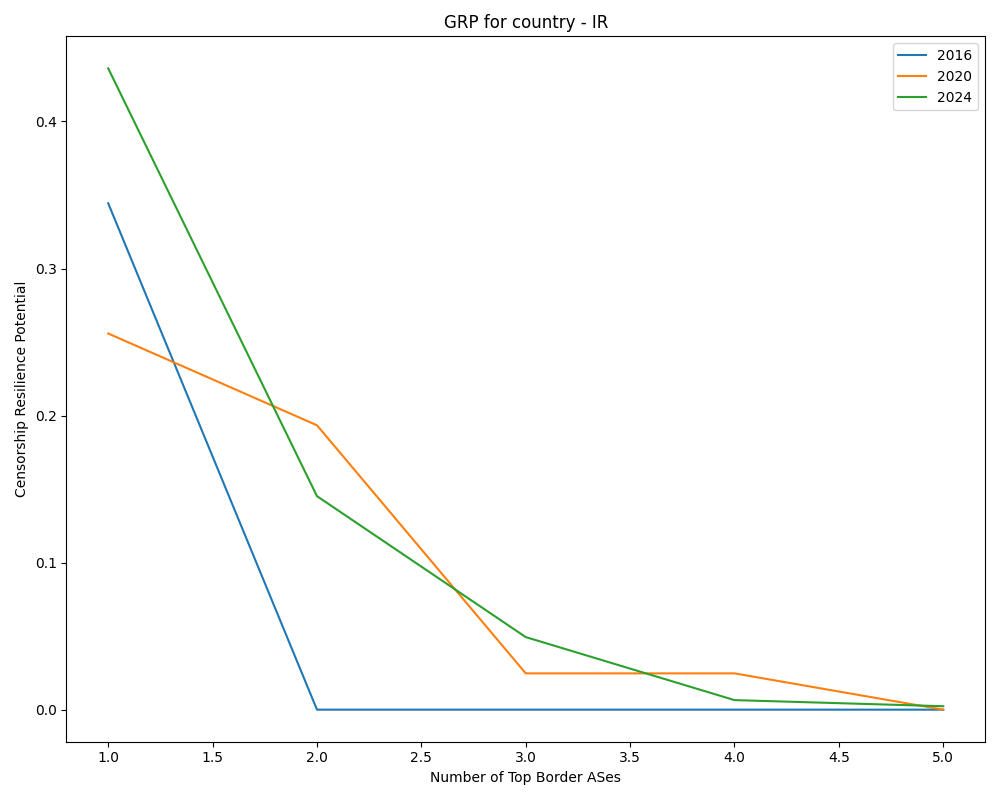 GRP for country - IR
2016
2020
2024
Censorship Resilience Potential
0.4
0.3
0.2
0.1
0.0
1.0 1.5 2.0 2.5 3.0 3.5 4.0 4.5 5.0
Number of Top Border ASes